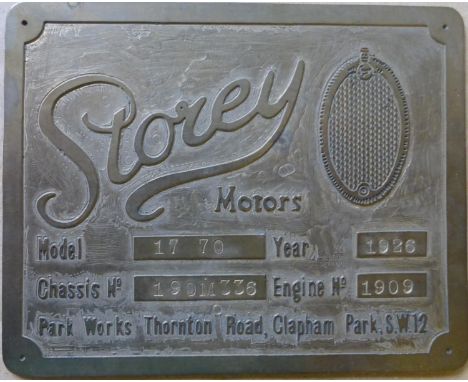 Storey
Motors
Model 17 70 Year 1926
Chassis No 190M336 Engine No 1909
Park Works Thornton Road, Clapham Park, S.W.12